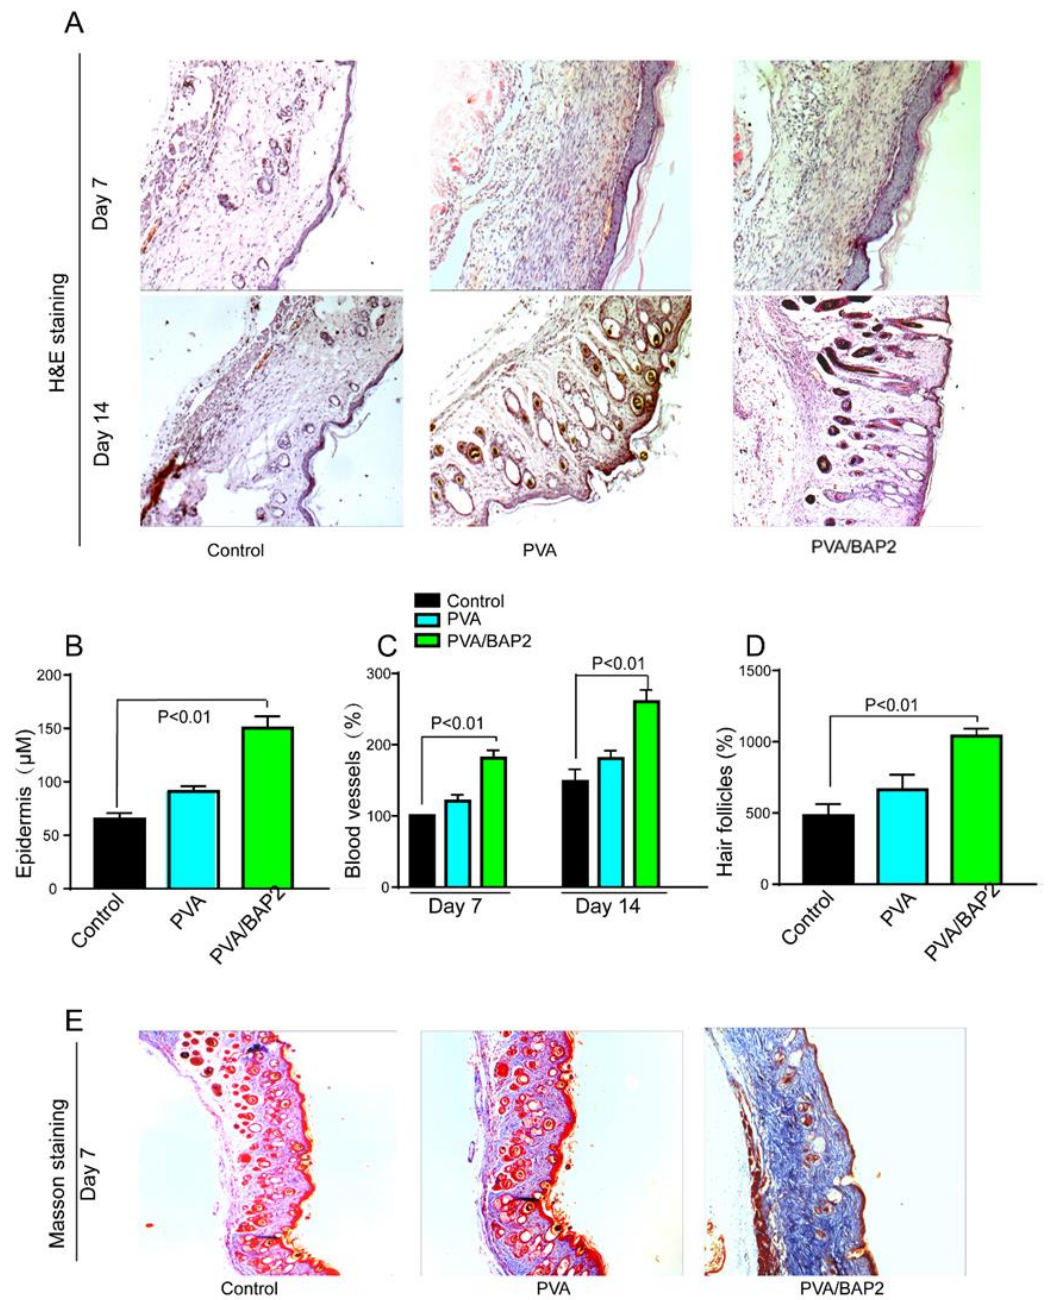 A
H&E staining
Day 7
Day 14
Control
PVA
PVA/BAP2
Control
PVA
PVA/BAP2
B
Epidermis (μM)
200
150
100
50
0
P<0.01
Control
PVA
PVA/BAP2
C
Blood vessels (%)
300
200
100
0
P<0.01
P<0.01
Day 7
Day 14
D
Hair follicles (%)
1500
1000
500
0
P<0.01
Control
PVA
PVA/BAP2
E
Masson staining
Day 7
Control
PVA
PVA/BAP2